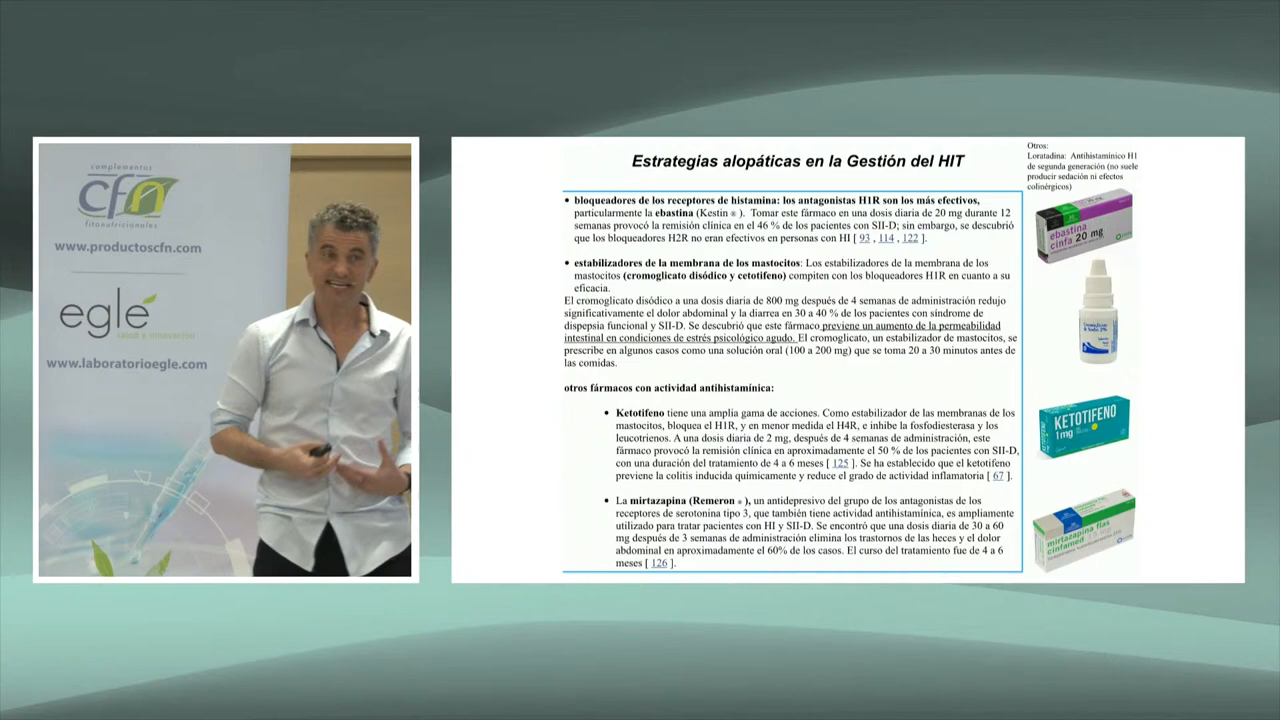 complementos
cfn
fitonutricionales
www.productoscfn.com
eglé
salud e innovación
www.laboratorioegle.com
Estrategias alopáticas en la Gestión del HIT
Otros:
Loratadina: Antihistamínico H1
de segunda generación (no suele
producir sedación ni efectos
colinérgicos)
• bloqueadores de los receptores de histamina: los antagonistas H1R son los más efectivos,
particularmente la ebastina (Kestin ® ). Tomar este fármaco en una dosis diaria de 20 mg durante 12
semanas provocó la remisión clínica en el 46 % de los pacientes con SII-D; sin embargo, se descubrió
que los bloqueadores H2R no eran efectivos en personas con HI [ 93 , 114 , 122 ].
• estabilizadores de la membrana de los mastocitos: Los estabilizadores de la membrana de los
mastocitos (cromoglicato disódico y cetotifeno) compiten con los bloqueadores H1R en cuanto a su
eficacia.
El cromoglicato disódico a una dosis diaria de 800 mg después de 4 semanas de administración redujo
significativamente el dolor abdominal y la diarrea en 30 a 40 % de los pacientes con síndrome de
dispepsia funcional y SII-D. Se descubrió que este fármaco previene un aumento de la permeabilidad
intestinal en condiciones de estrés psicológico agudo. El cromoglicato, un estabilizador de mastocitos, se
prescribe en algunos casos como una solución oral (100 a 200 mg) que se toma 20 a 30 minutos antes de
las comidas.
otros fármacos con actividad antihistamínica:
• Ketotifeno tiene una amplia gama de acciones. Como estabilizador de las membranas de los
mastocitos, bloquea el H1R, y en menor medida el H4R, e inhibe la fosfodiesterasa y los
leucotrienos. A una dosis diaria de 2 mg, después de 4 semanas de administración, este
fármaco provocó la remisión clínica en aproximadamente el 50 % de los pacientes con SII-D,
con una duración del tratamiento de 4 a 6 meses [ 125 ]. Se ha establecido que el ketotifeno
previene la colitis inducida químicamente y reduce el grado de actividad inflamatoria [ 67 ].
• La mirtazapina (Remeron ® ), un antidepresivo del grupo de los antagonistas de los
receptores de serotonina tipo 3, que también tiene actividad antihistamínica, es ampliamente
utilizado para tratar pacientes con HI y SII-D. Se encontró que una dosis diaria de 30 a 60
mg después de 3 semanas de administración elimina los trastornos de las heces y el dolor
abdominal en aproximadamente el 60% de los casos. El curso del tratamiento fue de 4 a 6
meses [ 126 ].
ebastina
cinfa 20 mg
KETOTIFENO
1 mg
mirtazapina flas
cinfamed